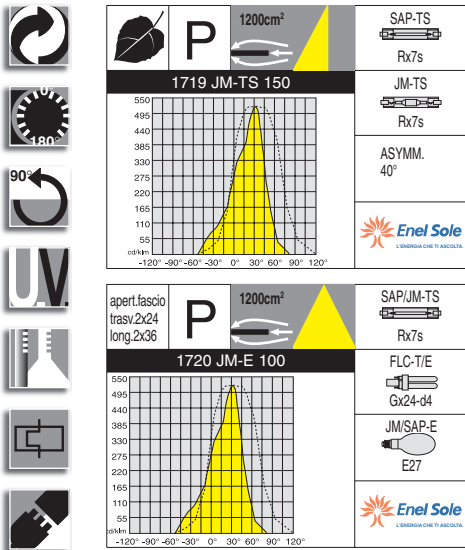 0°
180°
90°
U.V.
P
1200cm²
SAP-TS
Rx7s
1719 JM-TS 150
JM-TS
Rx7s
550
495
440
385
330
275
220
165
110
55
cd/klm
-120° -90° -60° -30° 0° 30° 60° 90° 120°
ASYMM.
40°
Enel Sole
L'ENERGIA CHE TI ASCOLTA.
apert.fascio
trasv.2x24
long.2x36
P
1200cm²
SAP/JM-TS
Rx7s
1720 JM-E 100
FLC-T/E
Gx24-d4
550
495
440
385
330
275
220
165
110
55
cd/klm
-120° -90° -60° -30° 0° 30° 60° 90° 120°
JM/SAP-E
E27
Enel Sole
L'ENERGIA CHE TI ASCOLTA.